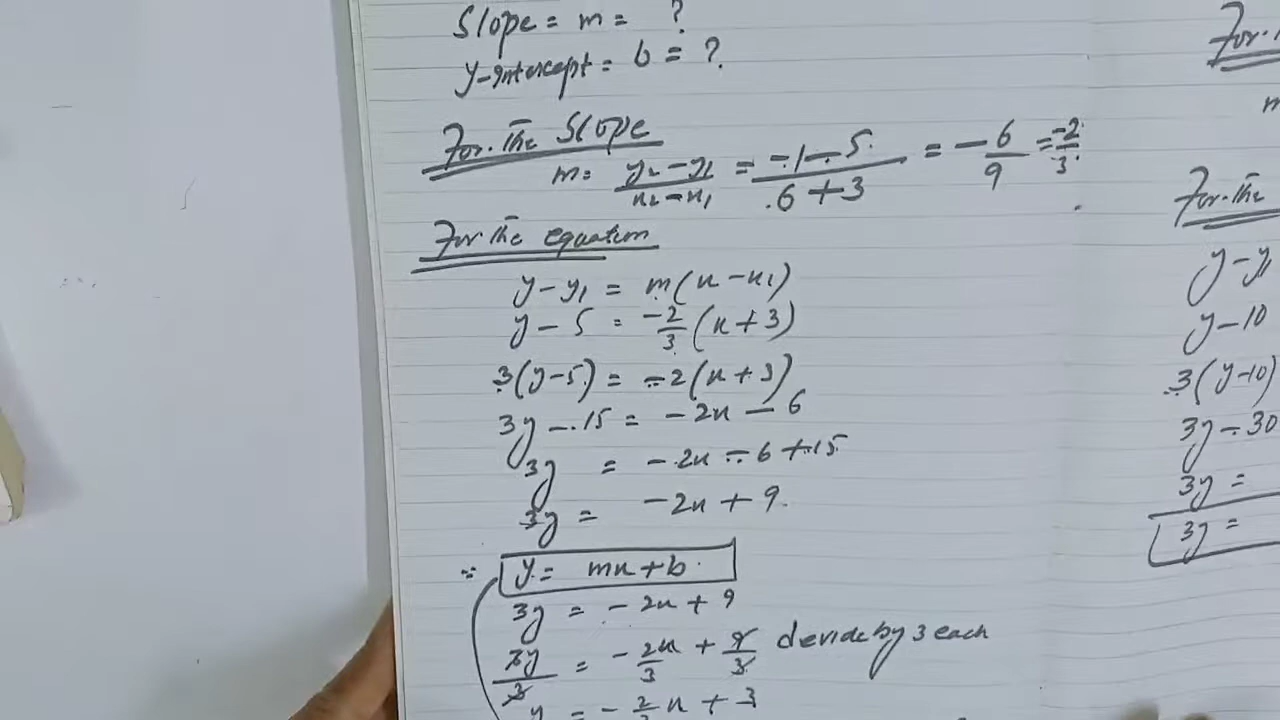 Slope = m = ?
y-intercept = b = ?
For the Slope
m = y₂ - y₁ / x₂ - x₁ = -1 - 5 / 6 + 3 = -6/9 = -2/3
For the equation
y - y₁ = m(x - x₁)
y - 5 = -2/3 (x + 3)
3(y - 5) = -2(x + 3)
3y - 15 = -2x - 6
3y = -2x - 6 + 15
3y = -2x + 9
∵ y = mx + b
3y = -2x + 9
3y/3 = -2x/3 + 9/3 devide by 3 each
y = -2/3 x + 3
m
For the
y - y₁
y - 10
3(y - 10)
3y - 30
3y =
3y =